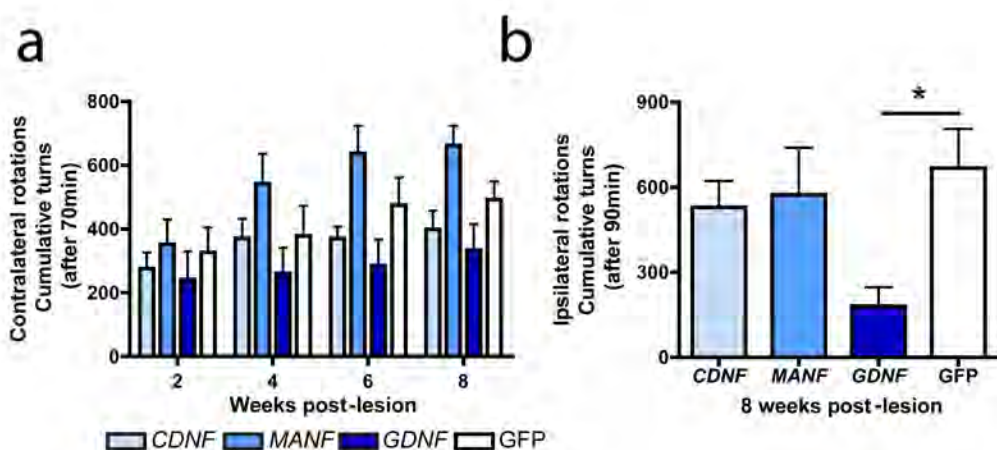 a
Contralateral rotations
Cumulative turns
(after 70min)
800
600
400
200
0
2
4
6
8
Weeks post-lesion
CDNF MANF GDNF GFP
b
Ipsilateral rotations
Cumulative turns
(after 90min)
900
600
300
0
*
CDNF MANF GDNF GFP
8 weeks post-lesion